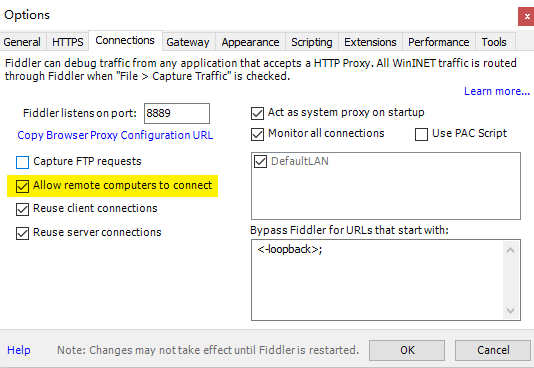 Options
General HTTPS Connections Gateway Appearance Scripting Extensions Performance Tools
Fiddler can debug traffic from any application that accepts a HTTP Proxy. All WinINET traffic is routed
through Fiddler when "File > Capture Traffic" is checked.
Learn more...
Fiddler listens on port: 8889
Copy Browser Proxy Configuration URL
Capture FTP requests
Allow remote computers to connect
Reuse client connections
Reuse server connections
Act as system proxy on startup
Monitor all connections Use PAC Script
DefaultLAN
Bypass Fiddler for URLs that start with:
<-loopback>;
Help Note: Changes may not take effect until Fiddler is restarted. OK Cancel